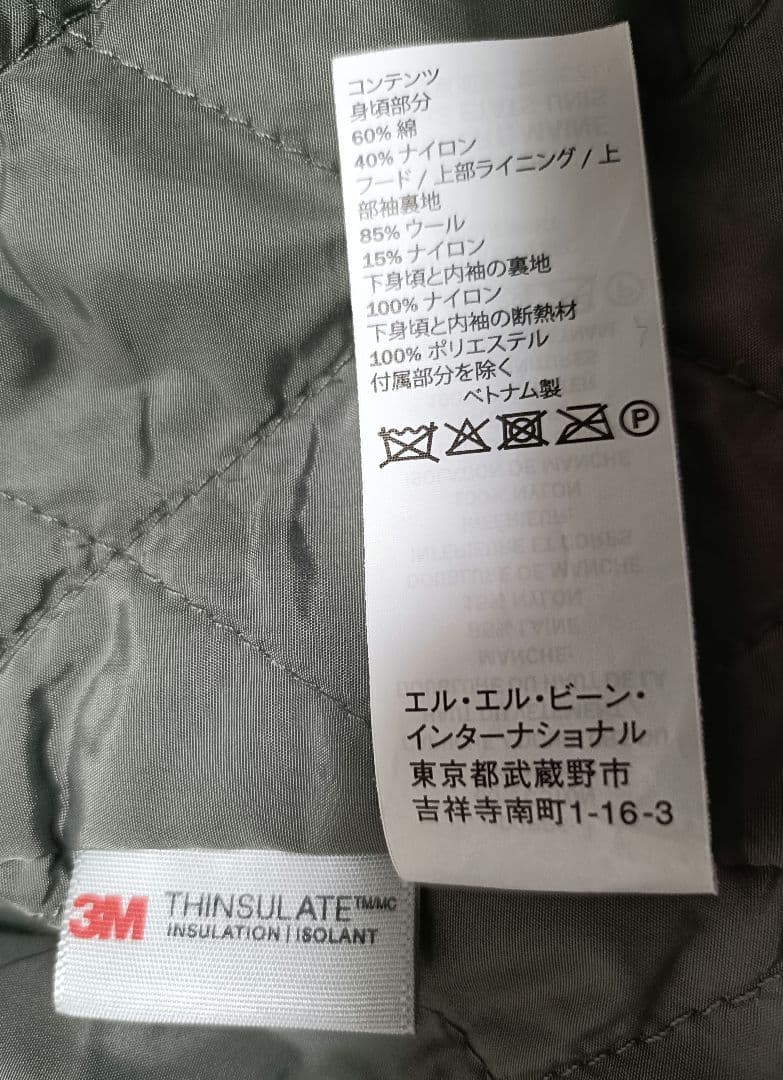 コンテンツ
身頃部分
60% 綿
40% ナイロン
フード / 上部ライニング / 上
部袖裏地
85% ウール
15% ナイロン
下身頃と内袖の裏地
100% ナイロン
下身頃と内袖の断熱材
100% ポリエステル
付属部分を除く
ベトナム製
P
エル・エル・ビーン・
インターナショナル
東京都武蔵野市
吉祥寺南町1-16-3
3M THINSULATE™/MC
INSULATION | ISOLANT